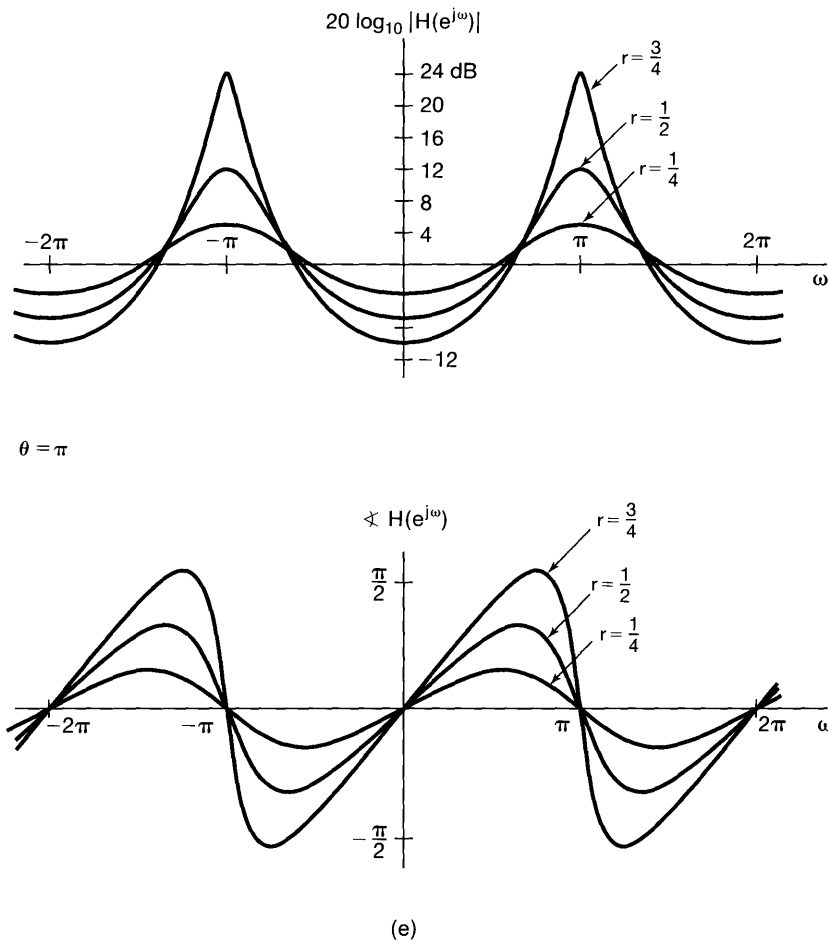 20 log₁₀ |H(e^{jω})|
24 dB
20
16
12
8
4
-12
r = 3/4
r = 1/2
r = 1/4
-2π
-π
π
2π
ω
θ = π
∢ H(e^{jω})
π/2
r = 3/4
r = 1/2
r = 1/4
-2π
-π
π
2π
ω
-π/2
(e)